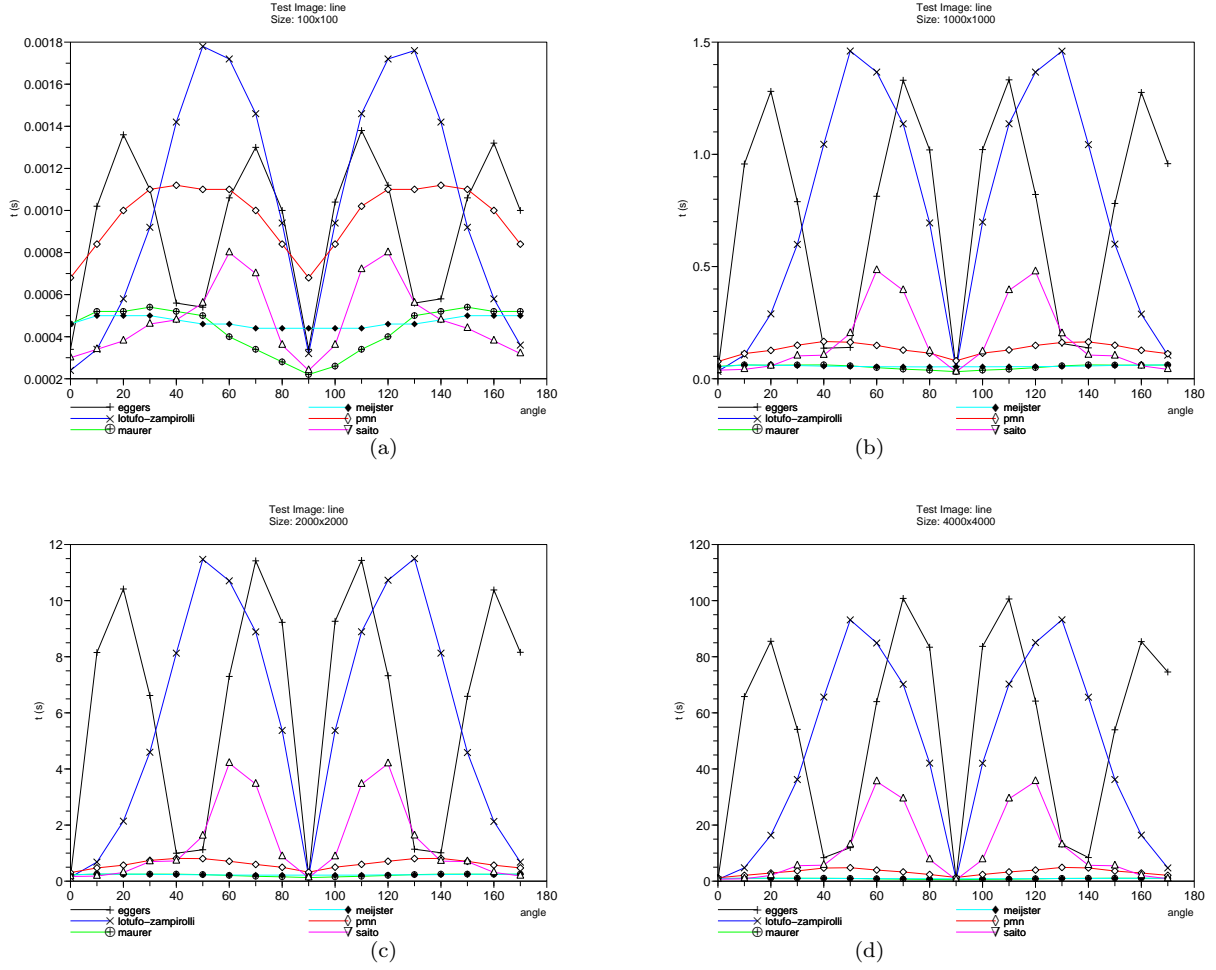 Test Image: line
Size: 100x100
t (s)
0.0018
0.0016
0.0014
0.0012
0.0010
0.0008
0.0006
0.0004
0.0002
0 20 40 60 80 100 120 140 160 180
angle
eggers
lotufo-zampirolli
maurer
meijster
pmn
saito
(a)
Test Image: line
Size: 1000x1000
t (s)
1.5
1.0
0.5
0.0
0 20 40 60 80 100 120 140 160 180
angle
eggers
lotufo-zampirolli
maurer
meijster
pmn
saito
(b)
Test Image: line
Size: 2000x2000
t (s)
12
10
8
6
4
2
0
0 20 40 60 80 100 120 140 160 180
angle
eggers
lotufo-zampirolli
maurer
meijster
pmn
saito
(c)
Test Image: line
Size: 4000x4000
t (s)
120
100
80
60
40
20
0
0 20 40 60 80 100 120 140 160 180
angle
eggers
lotufo-zampirolli
maurer
meijster
pmn
saito
(d)